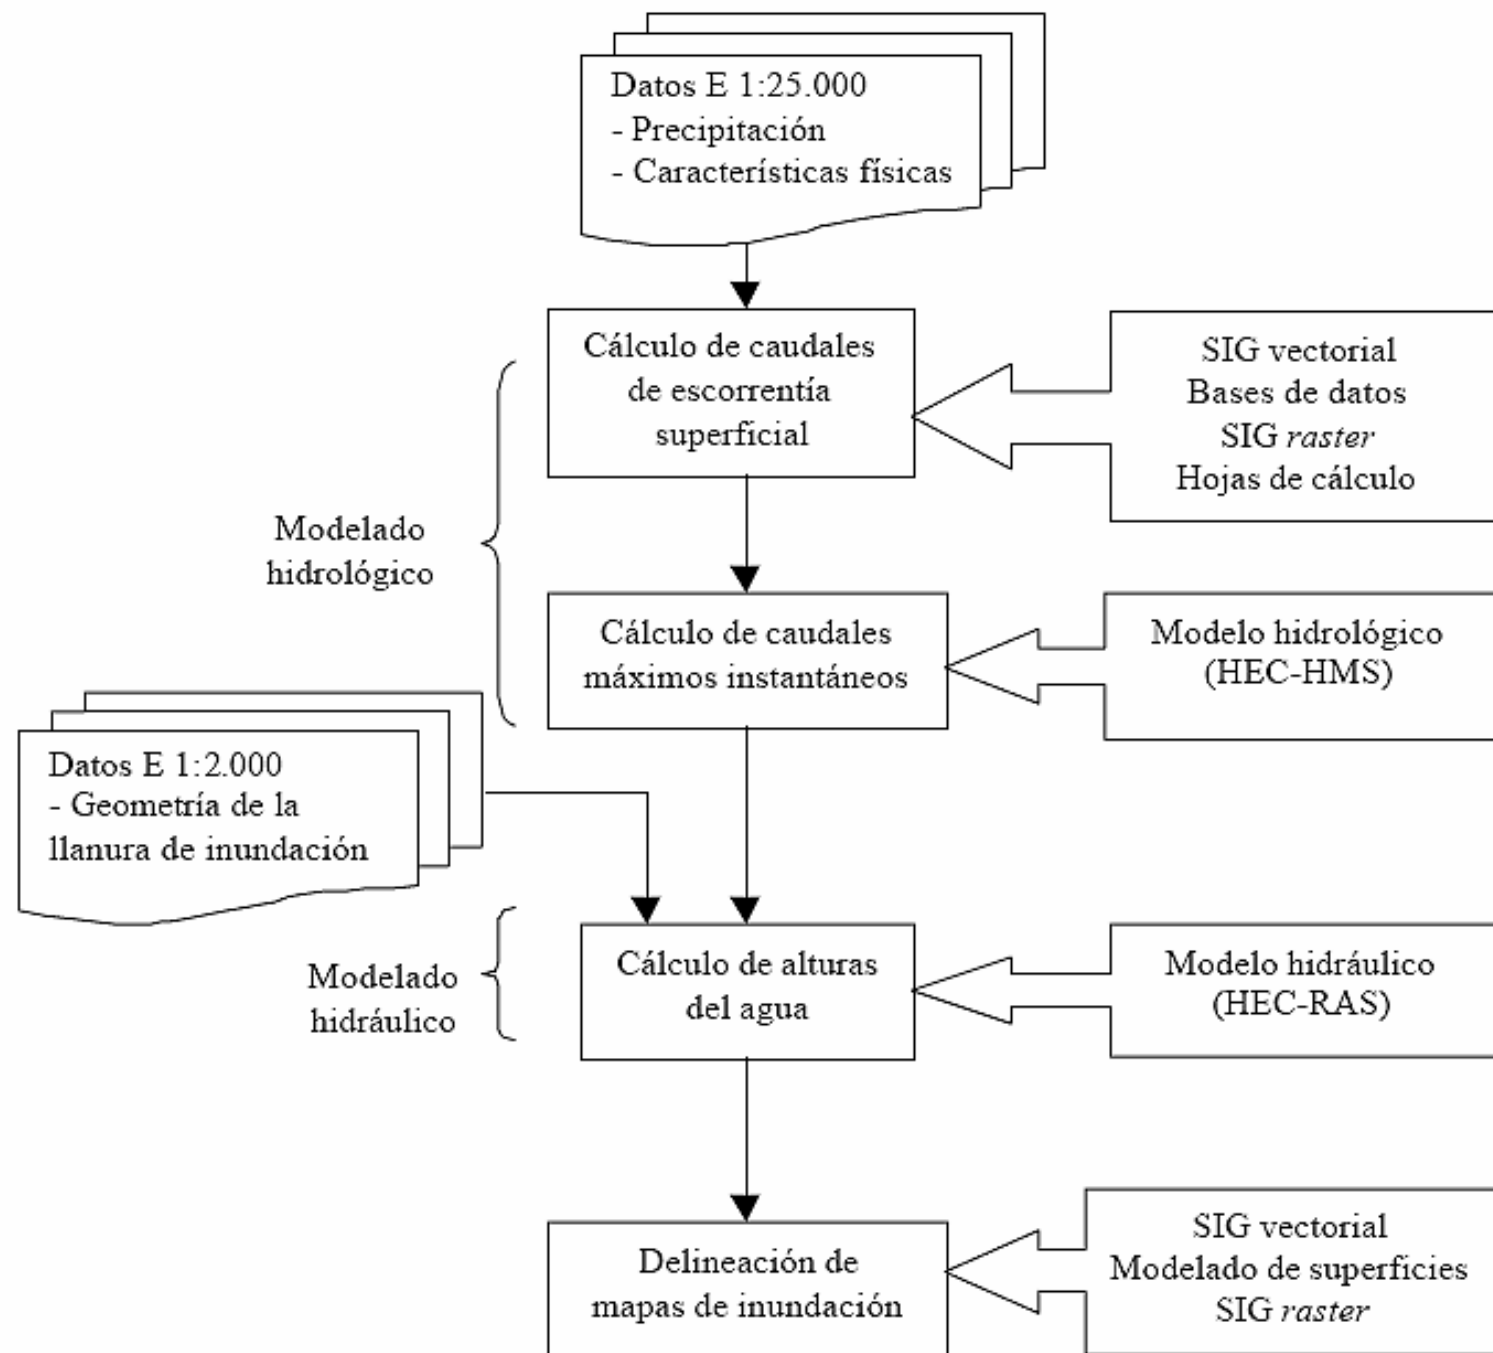 Datos E 1:25.000
- Precipitación
- Característícas físicas
Cálculo de caudales
de escorrentía
superficial
SIG vectorial
Bases de datos
SIG raster
Hojas de cálculo
Modelado
hidrológico
Cálculo de caudales
máximos instantáneos
Modelo hidrológico
(HEC-HMS)
Datos E 1:2.000
- Geometría de la
llanura de inundación
Modelado
hidráulico
Cálculo de alturas
del agua
Modelo hidráulico
(HEC-RAS)
Delineación de
mapas de inundación
SIG vectorial
Modelado de superficies
SIG raster